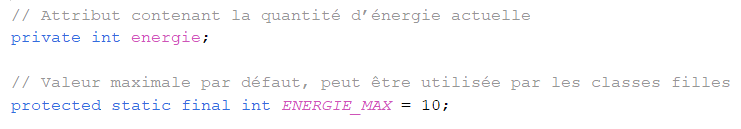 // Attribut contenant la quantité d’énergie actuelle
private int energie;
// Valeur maximale par défaut, peut être utilisée par les classes filles
protected static final int ENERGIE_MAX = 10;